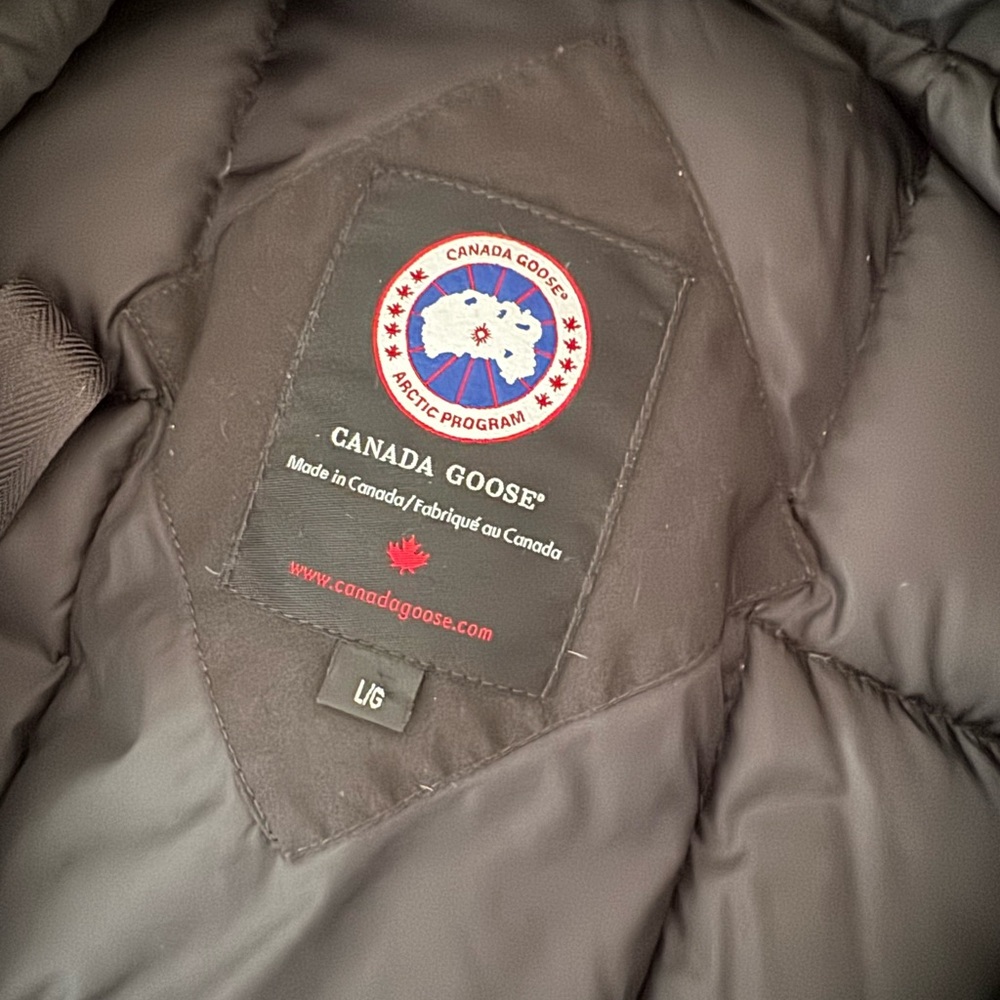 CANADA GOOSE®
ARCTIC PROGRAM
CANADA GOOSE®
Made in Canada/Fabriqué au Canada
www.canadagoose.com
L/G